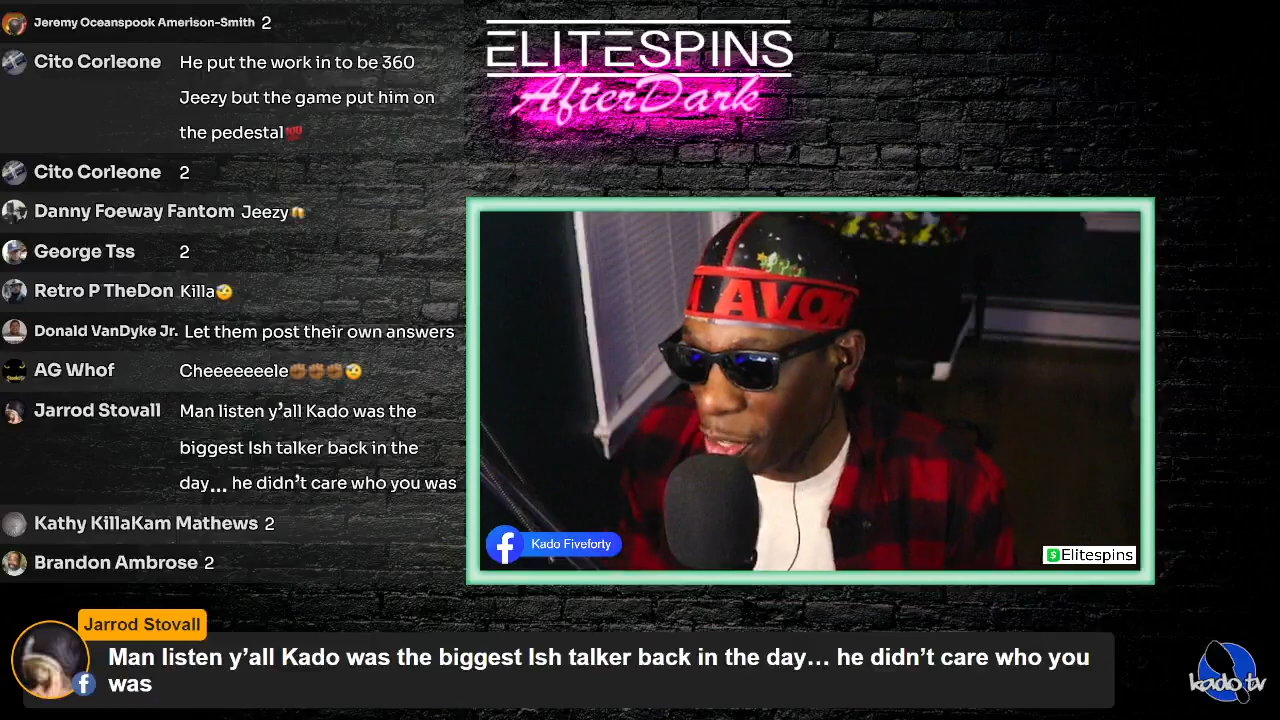 Jeremy Oceanspook Amerison-Smith 2
Cito Corleone He put the work in to be 360
Jeezy but the game put him on
the pedestal💯
Cito Corleone 2
Danny Foeway Fantom Jeezy
George Tss 2
Retro P TheDon Killa
Donald VanDyke Jr. Let them post their own answers
AG Whof Cheeeeeeele✊🏾✊🏾✊🏾
Jarrod Stovall Man listen y’all Kado was the
biggest Ish talker back in the
day... he didn’t care who you was
Kathy KillaKam Mathews 2
Brandon Ambrose 2
ELITESPINS
AfterDark
AVON
Kado Fiveforty
$ Elitespins
Jarrod Stovall
Man listen y’all Kado was the biggest Ish talker back in the day... he didn’t care who you
was
kado.tv